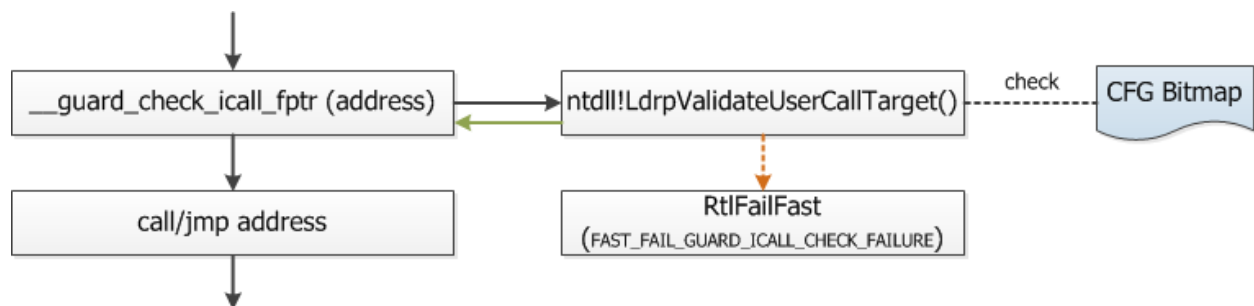 __guard_check_icall_fptr (address)
ntdll!LdrpValidateUserCallTarget()
check
CFG Bitmap
call/jmp address
RtlFailFast
(FAST_FAIL_GUARD_ICALL_CHECK_FAILURE)